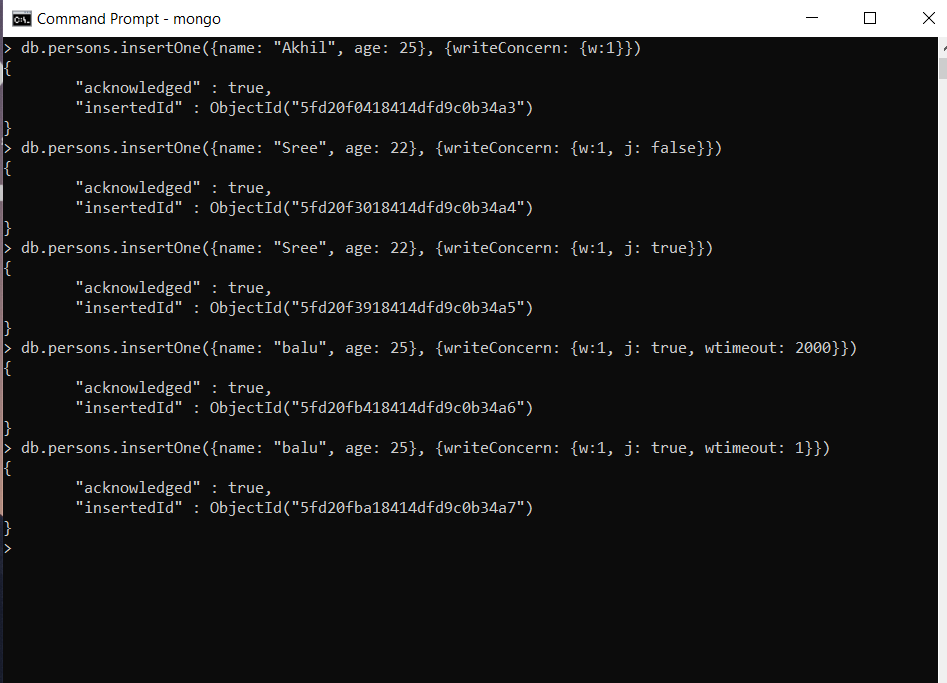 Command Prompt - mongo
> db.persons.insertOne({name: "Akhil", age: 25}, {writeConcern: {w:1}})
{
        "acknowledged" : true,
        "insertedId" : ObjectId("5fd20f0418414dfd9c0b34a3")
}
> db.persons.insertOne({name: "Sree", age: 22}, {writeConcern: {w:1, j: false}})
{
        "acknowledged" : true,
        "insertedId" : ObjectId("5fd20f3018414dfd9c0b34a4")
}
> db.persons.insertOne({name: "Sree", age: 22}, {writeConcern: {w:1, j: true}})
{
        "acknowledged" : true,
        "insertedId" : ObjectId("5fd20f3918414dfd9c0b34a5")
}
> db.persons.insertOne({name: "balu", age: 25}, {writeConcern: {w:1, j: true, wtimeout: 2000}})
{
        "acknowledged" : true,
        "insertedId" : ObjectId("5fd20fb418414dfd9c0b34a6")
}
> db.persons.insertOne({name: "balu", age: 25}, {writeConcern: {w:1, j: true, wtimeout: 1}})
{
        "acknowledged" : true,
        "insertedId" : ObjectId("5fd20fba18414dfd9c0b34a7")
}
>